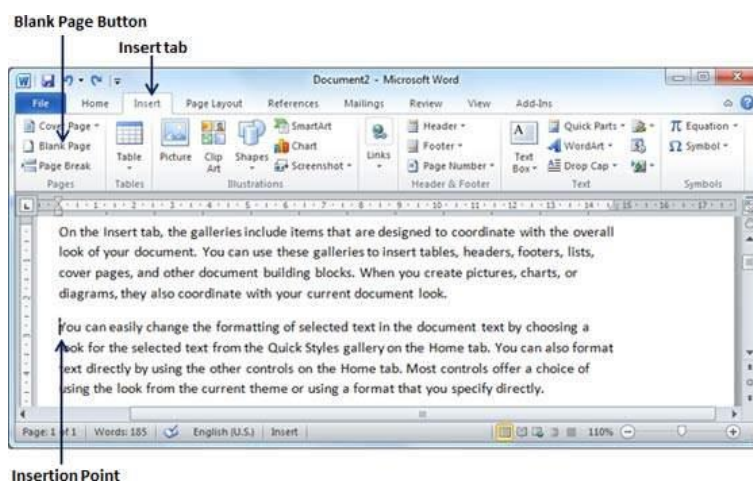 Blank Page Button
Insert tab
Document2 - Microsoft Word
File Home Insert Page Layout References Mailings Review View Add-Ins
Cover Page
Blank Page
Page Break
Pages
Table
Tables
Picture
Clip Art
Shapes
SmartArt
Chart
Screenshot
Illustrations
Links
Header
Footer
Page Number
Header & Footer
Text Box
Quick Parts
WordArt
Drop Cap
Text
Equation
Symbol
Symbols
On the Insert tab, the galleries include items that are designed to coordinate with the overall
look of your document. You can use these galleries to insert tables, headers, footers, lists,
cover pages, and other document building blocks. When you create pictures, charts, or
diagrams, they also coordinate with your current document look.
You can easily change the formatting of selected text in the document text by choosing a
look for the selected text from the Quick Styles gallery on the Home tab. You can also format
text directly by using the other controls on the Home tab. Most controls offer a choice of
using the look from the current theme or using a format that you specify directly.
Page: 1 of 1 Words: 185 English (U.S.) Insert 110%
Insertion Point